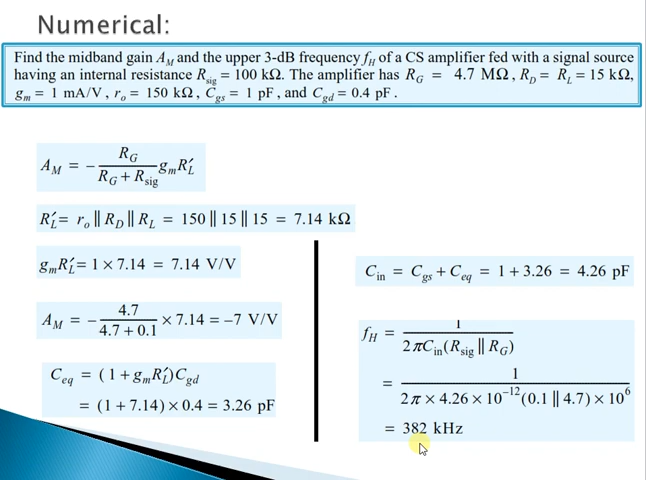 Numerical:
Find the midband gain A_M and the upper 3-dB frequency f_H of a CS amplifier fed with a signal source
having an internal resistance R_sig = 100 kΩ. The amplifier has R_G = 4.7 MΩ, R_D = R_L = 15 kΩ,
g_m = 1 mA/V, r_o = 150 kΩ, C_gs = 1 pF, and C_gd = 0.4 pF.
A_M = − R_G / (R_G + R_sig) g_m R_L′
R_L′ = r_o || R_D || R_L = 150 || 15 || 15 = 7.14 kΩ
g_m R_L′ = 1 × 7.14 = 7.14 V/V
A_M = − 4.7 / (4.7 + 0.1) × 7.14 = −7 V/V
C_eq = (1 + g_m R_L′) C_gd
= (1 + 7.14) × 0.4 = 3.26 pF
C_in = C_gs + C_eq = 1 + 3.26 = 4.26 pF
f_H = 1 / (2πC_in(R_sig || R_G))
= 1 / (2π × 4.26 × 10^−12 (0.1 || 4.7) × 10^6)
= 382 kHz